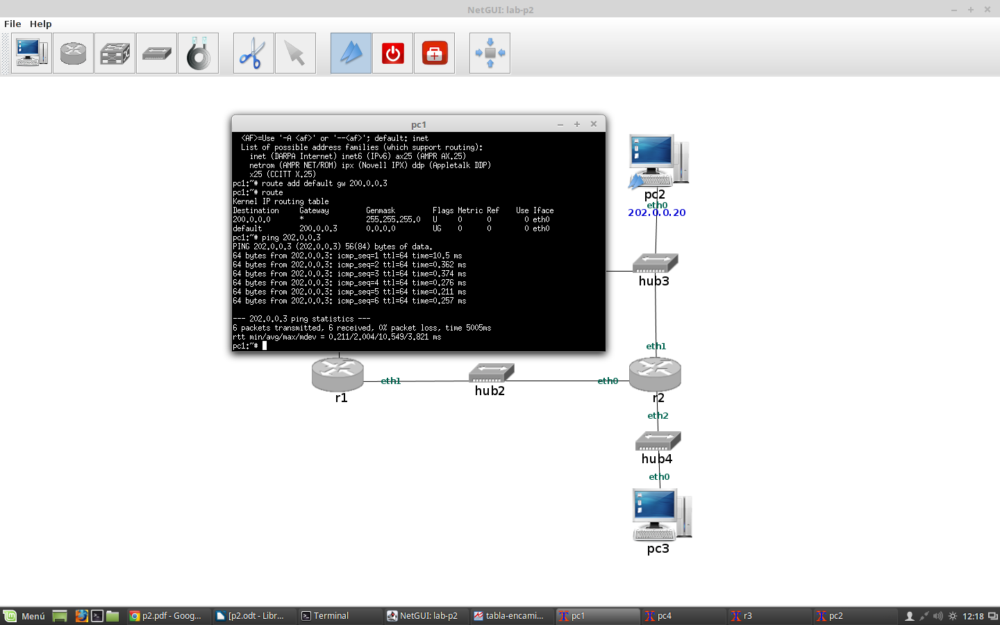 NetGUI: lab-p2
File Help
pc1
<AF>=Use '-A <af>' or '--<af>'; default: inet
List of possible address families (which support routing):
inet (DARPA Internet) inet6 (IPv6) ax25 (AMPR AX.25)
netrom (AMPR NET/ROM) ipx (Novell IPX) ddp (Appletalk DDP)
x25 (CCITT X.25)
pc1:~# route add default gw 200.0.0.3
pc1:~# route
Kernel IP routing table
Destination Gateway Genmask Flags Metric Ref Use Iface
200.0.0.0 * 255.255.255.0 U 0 0 0 eth0
default 200.0.0.3 0.0.0.0 UG 0 0 0 eth0
pc1:~# ping 202.0.0.3
PING 202.0.0.3 (202.0.0.3) 56(84) bytes of data.
64 bytes from 202.0.0.3: icmp_seq=1 ttl=64 time=10.5 ms
64 bytes from 202.0.0.3: icmp_seq=2 ttl=64 time=0.362 ms
64 bytes from 202.0.0.3: icmp_seq=3 ttl=64 time=0.374 ms
64 bytes from 202.0.0.3: icmp_seq=4 ttl=64 time=0.276 ms
64 bytes from 202.0.0.3: icmp_seq=5 ttl=64 time=0.211 ms
64 bytes from 202.0.0.3: icmp_seq=6 ttl=64 time=0.257 ms
--- 202.0.0.3 ping statistics ---
6 packets transmitted, 6 received, 0% packet loss, time 5005ms
rtt min/avg/max/mdev = 0.211/2.004/10.549/3.821 ms
pc1:~#
pc2
eth0
202.0.0.20
hub3
eth1
r1
eth1
hub2
eth0
r2
eth2
hub4
eth0
pc3
Menú
p2.pdf - Goog...
[p2.odt - Libr...
Terminal
NetGUI: lab-p2
tabla-encami...
pc1
pc4
r3
pc2
12:18